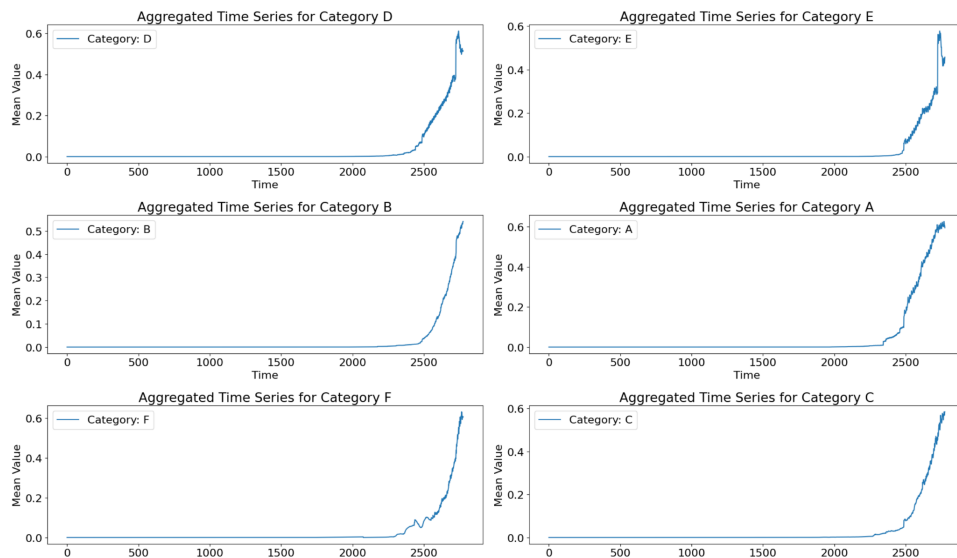 Aggregated Time Series for Category D
Category: D
Mean Value
0.6
0.4
0.2
0.0
0 500 1000 1500 2000 2500
Time
Aggregated Time Series for Category E
Category: E
Mean Value
0.6
0.4
0.2
0.0
0 500 1000 1500 2000 2500
Time
Aggregated Time Series for Category B
Category: B
Mean Value
0.5
0.4
0.3
0.2
0.1
0.0
0 500 1000 1500 2000 2500
Time
Aggregated Time Series for Category A
Category: A
Mean Value
0.6
0.4
0.2
0.0
0 500 1000 1500 2000 2500
Time
Aggregated Time Series for Category F
Category: F
Mean Value
0.6
0.4
0.2
0.0
0 500 1000 1500 2000 2500
Time
Aggregated Time Series for Category C
Category: C
Mean Value
0.6
0.4
0.2
0.0
0 500 1000 1500 2000 2500
Time